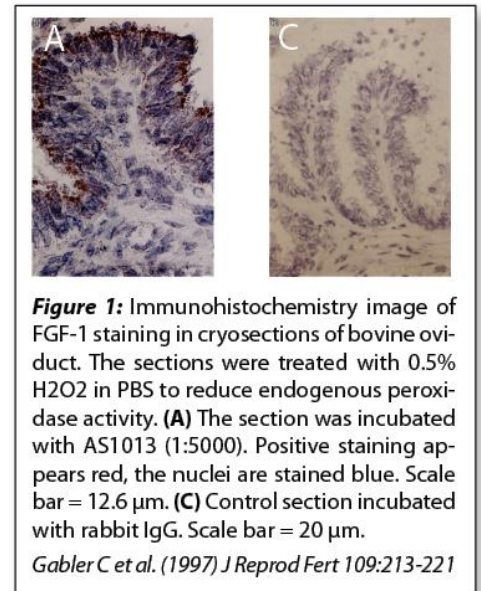 A
C
Figure 1: Immunohistochemistry image of
FGF-1 staining in cryosections of bovine ovi-
duct. The sections were treated with 0.5%
H2O2 in PBS to reduce endogenous peroxi-
dase activity. (A) The section was incubated
with AS1013 (1:5000). Positive staining ap-
pears red, the nuclei are stained blue. Scale
bar = 12.6 µm. (C) Control section incubated
with rabbit IgG. Scale bar = 20 µm.
Gabler C et al. (1997) J Reprod Fert 109:213-221